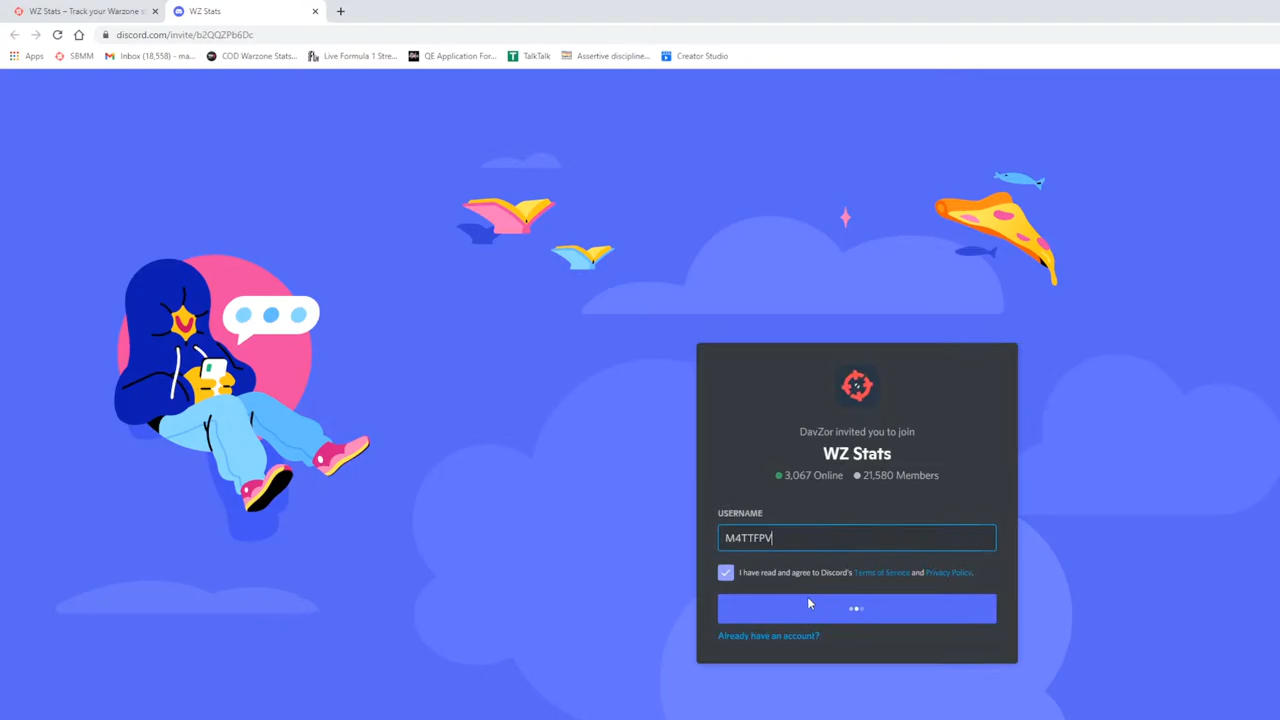 WZ Stats – Track your Warzone s
WZ Stats
discord.com/invite/b2QQZPb6Dc
Apps
SBMM
Inbox (18,558) - ma...
COD Warzone Stats...
Live Formula 1 Stre...
QE Application For...
TalkTalk
Assertive discipline...
Creator Studio
DavZor invited you to join
WZ Stats
3,067 Online
21,580 Members
USERNAME
M4TTFPV
I have read and agree to Discord's Terms of Service and Privacy Policy.
Already have an account?